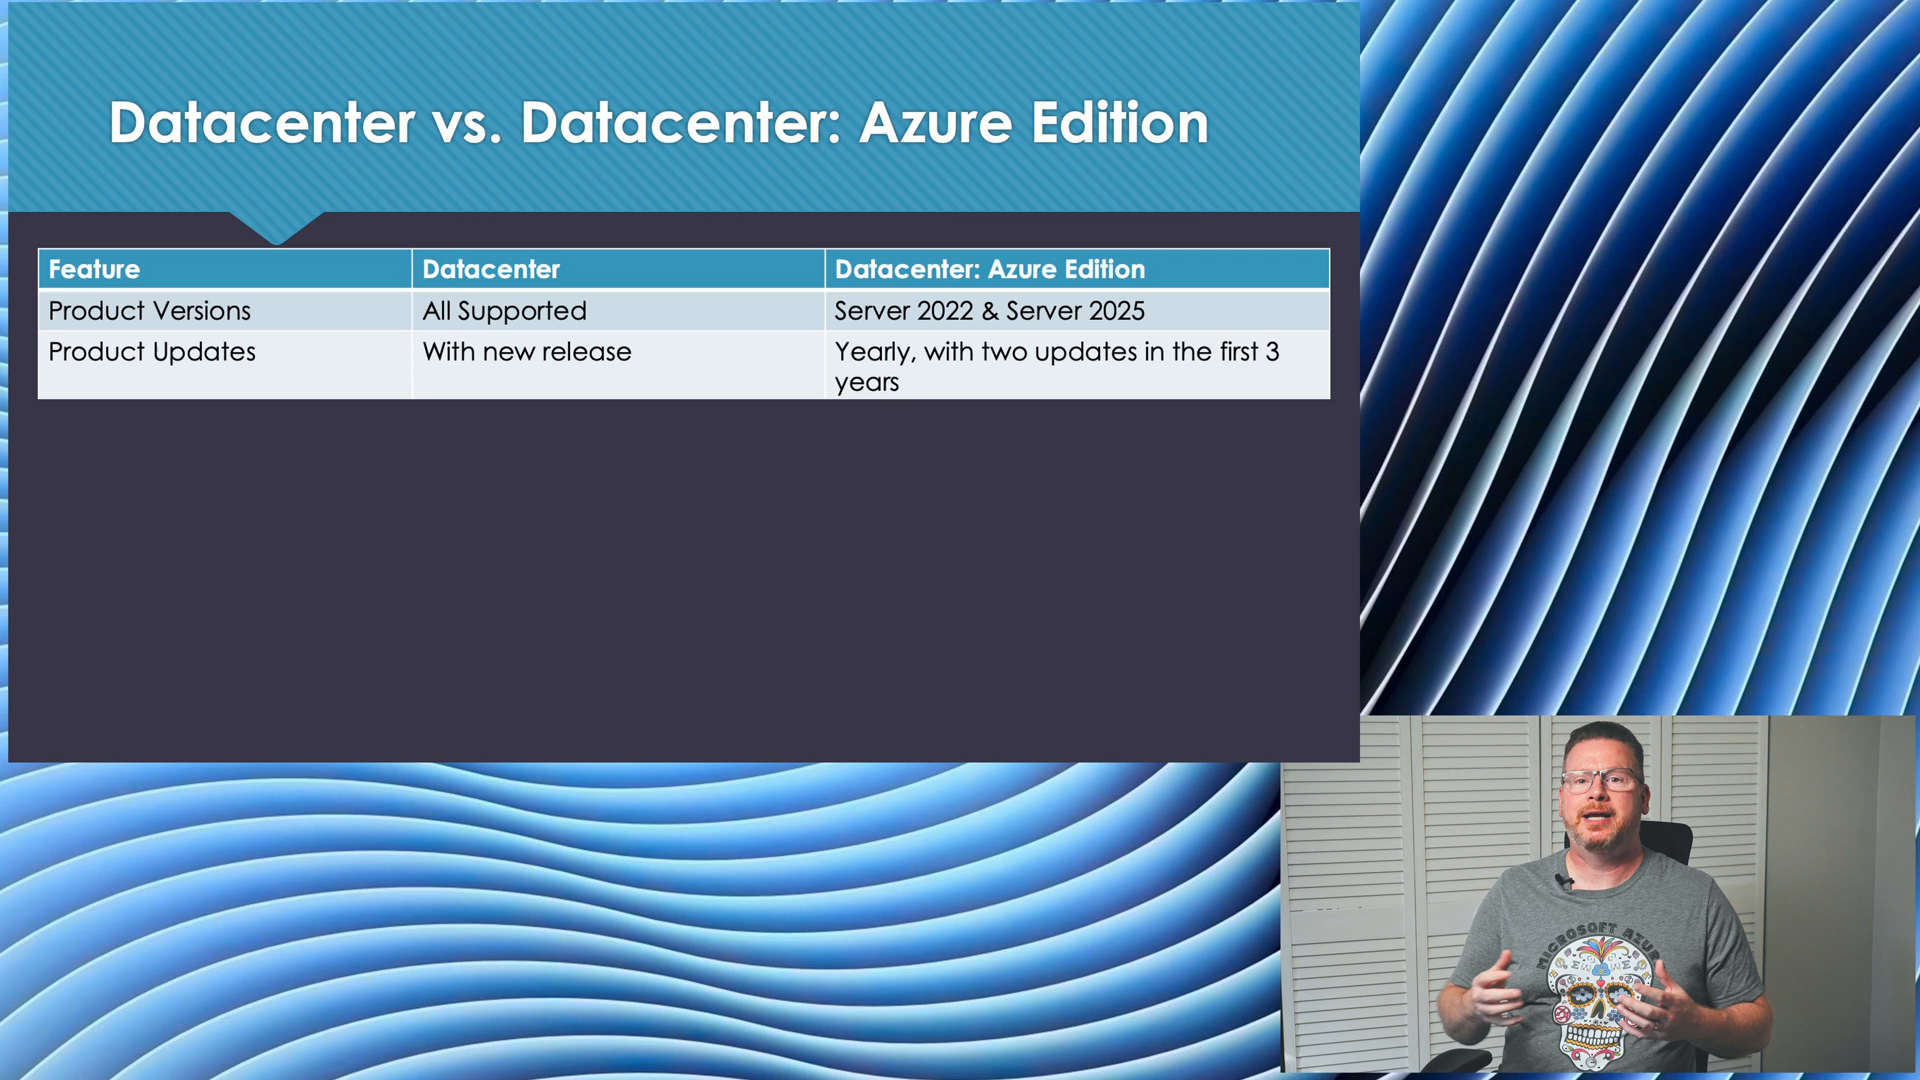 Datacenter vs. Datacenter: Azure Edition
Feature Datacenter Datacenter: Azure Edition
Product Versions All Supported Server 2022 & Server 2025
Product Updates With new release Yearly, with two updates in the first 3
years
MICROSOFT AZURE